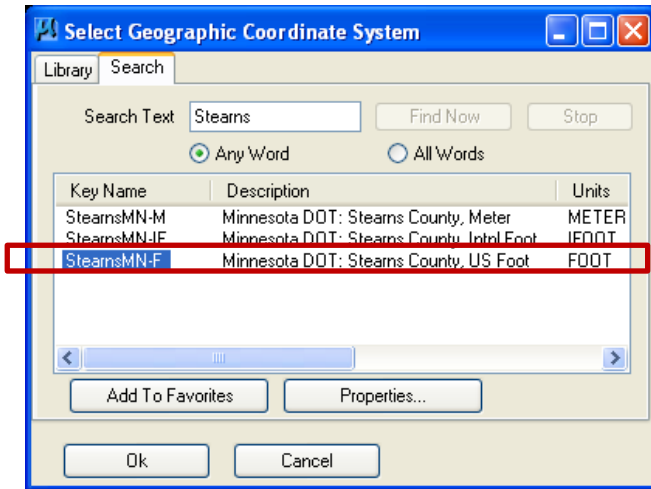 Select Geographic Coordinate System
Library Search
Search Text Stearns Find Now Stop
Any Word All Words
Key Name Description Units
StearnsMN-M Minnesota DOT: Stearns County, Meter METER
StearnsMN-IF Minnesota DOT: Stearns County, Intnl Foot IFOOT
StearnsMN-F Minnesota DOT: Stearns County, US Foot FOOT
Add To Favorites Properties...
Ok Cancel